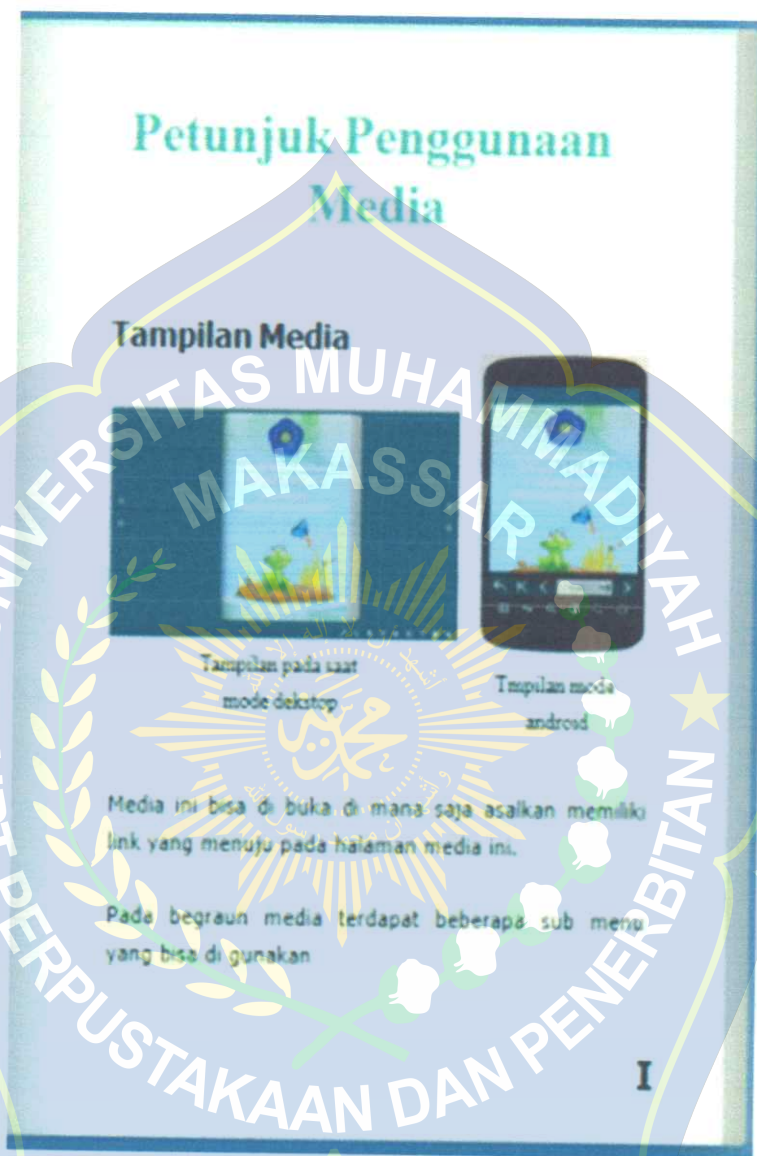 Petunjuk Penggunaan
Media
Tampilan Media
Tampilan pada saat
mode dekstop
Tmpilan mode
android
Media ini bisa di buka di mana saja asalkan memiliki
link yang menuju pada halaman media ini.
Pada begraun media terdapat beberapa sub menu
yang bisa di gunakan
I
UNIVERSITAS MUHAMMADIYAH
MAKASSAR
PERPUSTAKAAN DAN PENERBITAN